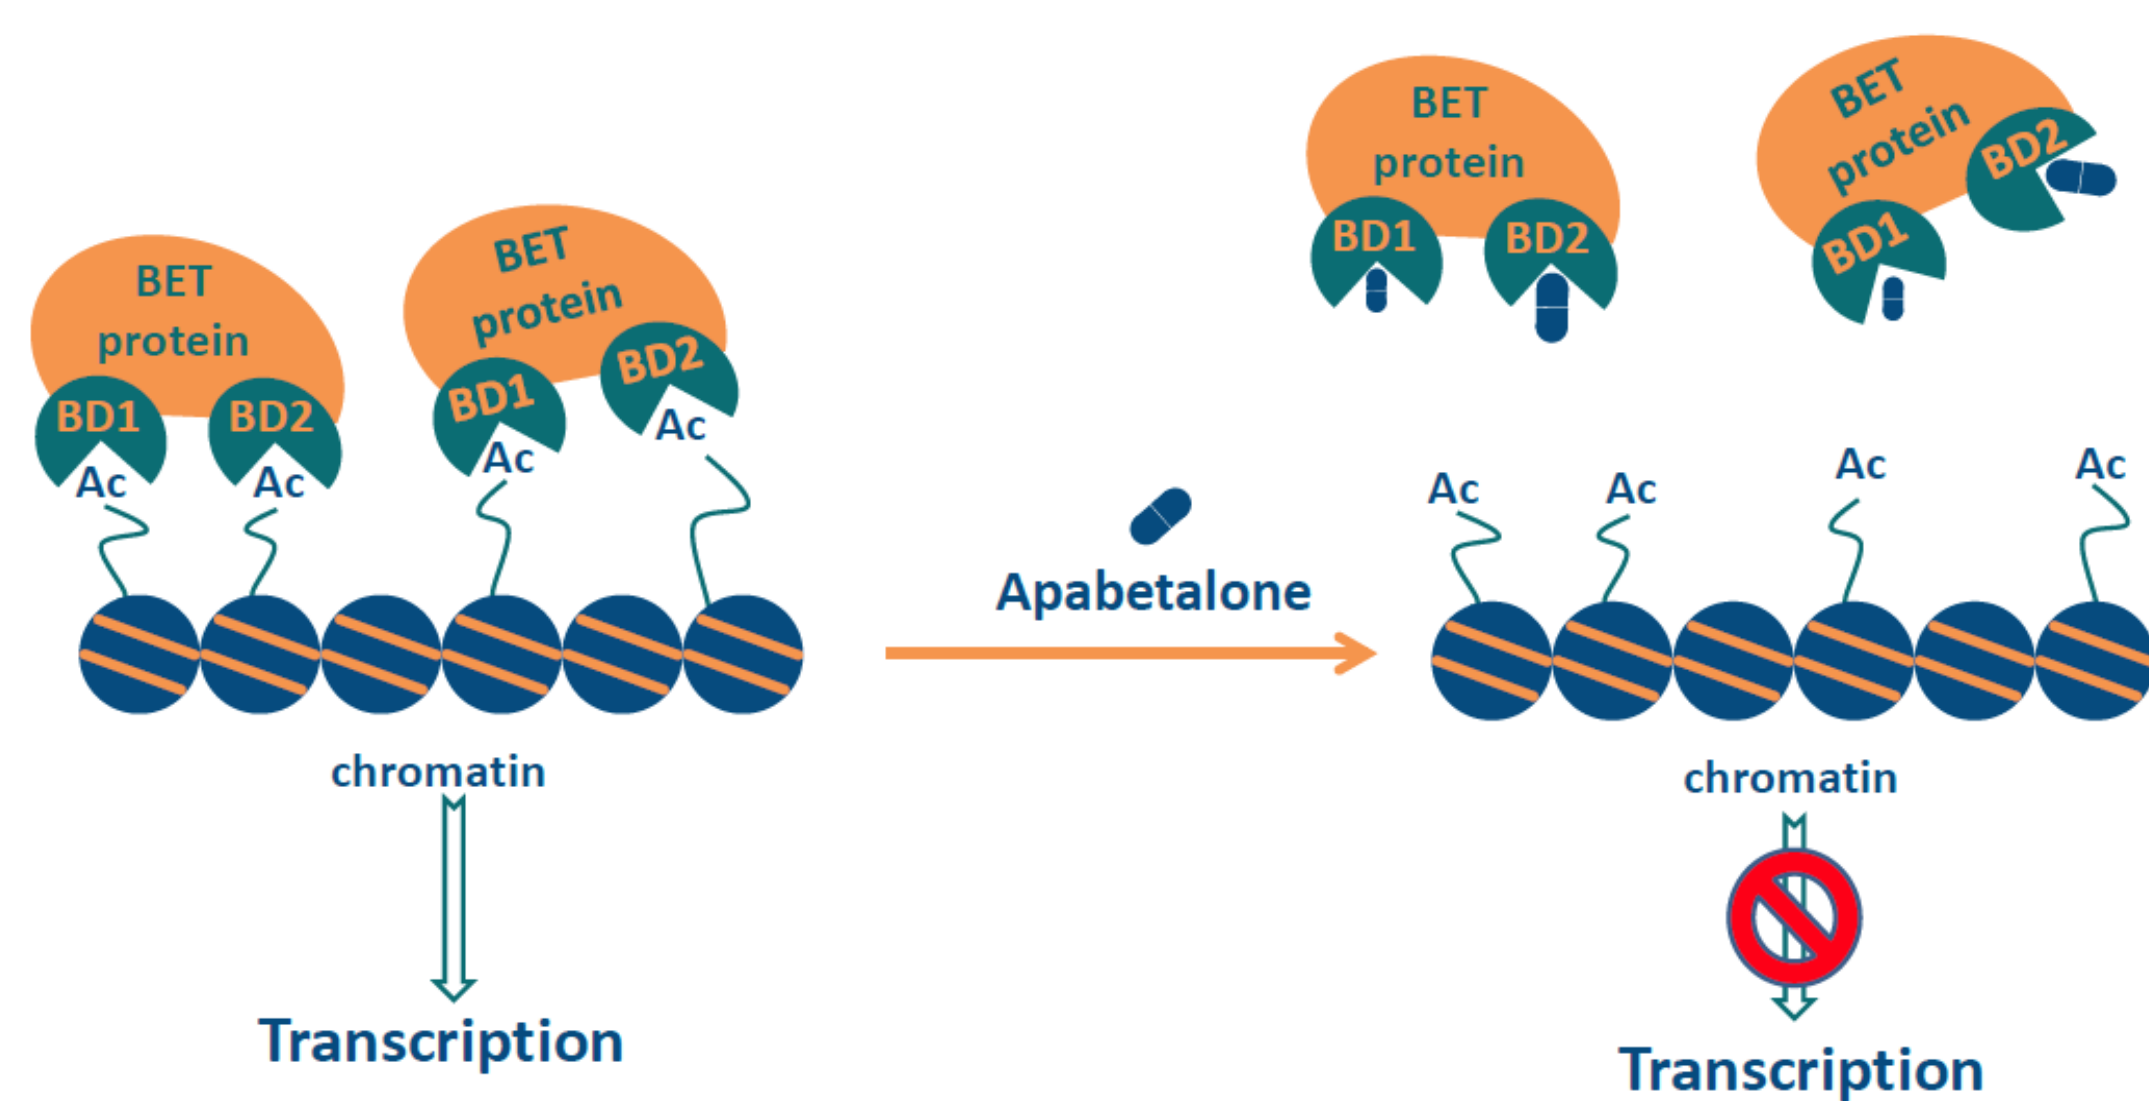 BET
protein
BD1
BD2
Ac
Ac
BET
protein
BD1
BD2
Ac
Ac
chromatin
Transcription
Apabetalone
BET
protein
BD1
BD2
BET
protein
BD1
BD2
Ac
Ac
Ac
Ac
chromatin
Transcription